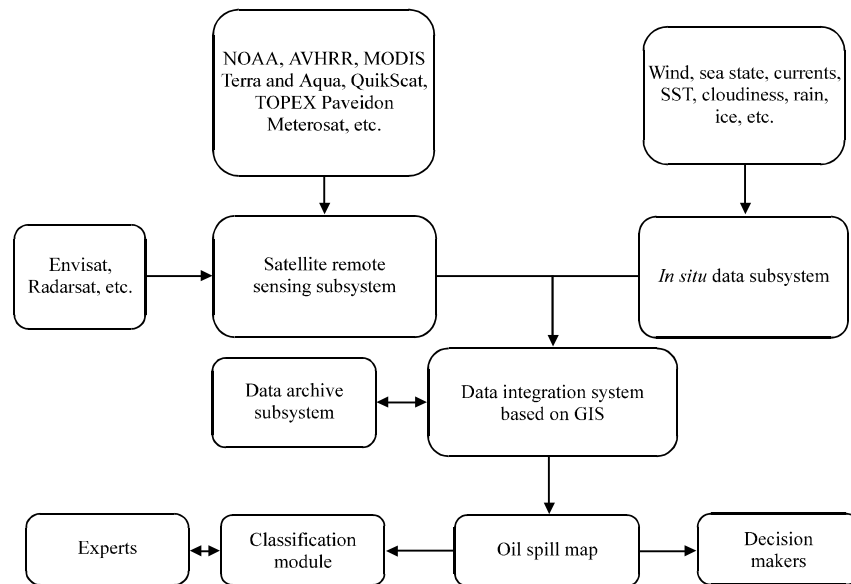 NOAA, AVHRR, MODIS
Terra and Aqua, QuikScat,
TOPEX Paveidon
Meterosat, etc.
Wind, sea state, currents,
SST, cloudiness, rain,
ice, etc.
Envisat,
Radarsat, etc.
Satellite remote
sensing subsystem
In situ data subsystem
Data archive
subsystem
Data integration system
based on GIS
Experts
Classification
module
Oil spill map
Decision
makers